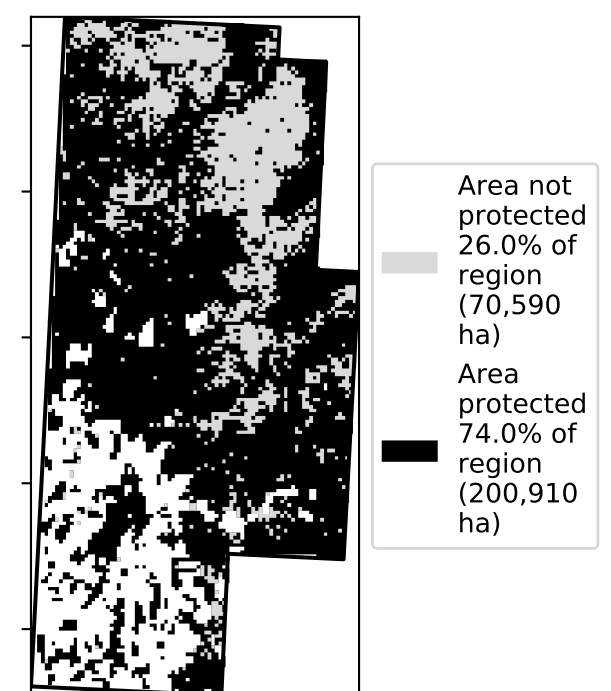 Area not
protected
26.0% of
region
(70,590
ha)
Area
protected
74.0% of
region
(200,910
ha)